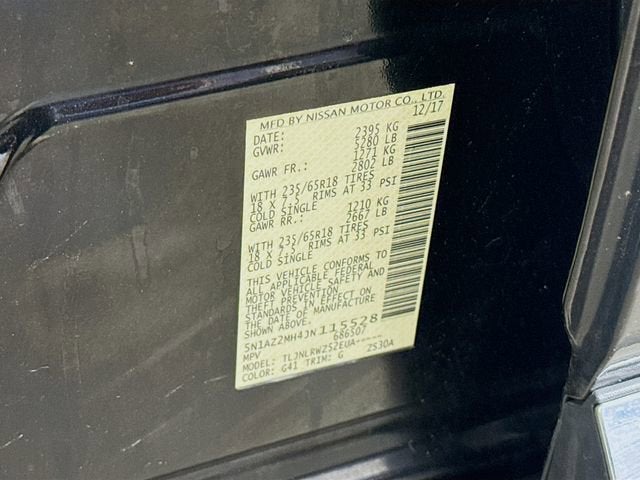 MFD BY NISSAN MOTOR CO., LTD.
DATE: 12/17
GVWR: 2395 KG
5280 LB
GAWR FR.: 1271 KG
2802 LB
WITH 235/65R18 TIRES
18 X 7.5 RIMS AT 33 PSI
COLD SINGLE
GAWR RR.: 1210 KG
2667 LB
WITH 235/65R18 TIRES
18 X 7.5 RIMS AT 33 PSI
COLD SINGLE
THIS VEHICLE CONFORMS TO
ALL APPLICABLE FEDERAL
MOTOR VEHICLE SAFETY AND
THEFT PREVENTION
STANDARDS IN EFFECT ON
THE DATE OF MANUFACTURE
SHOWN ABOVE.
5N1AZ2MH4JN115528
MPV 686507
MODEL: TLJNLRWZ52EUA-----
COLOR: G41 TRIM: G 2530A